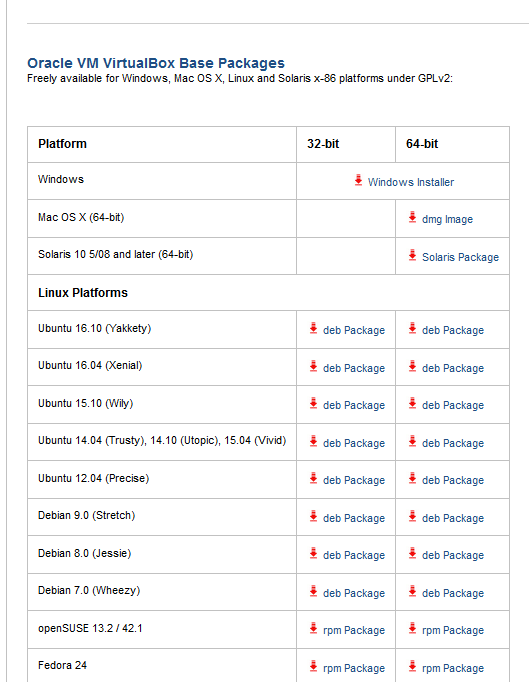 Oracle VM VirtualBox Base Packages
Freely available for Windows, Mac OS X, Linux and Solaris x-86 platforms under GPLv2:
Platform 32-bit 64-bit
Windows Windows Installer
Mac OS X (64-bit) dmg Image
Solaris 10 5/08 and later (64-bit) Solaris Package
Linux Platforms
Ubuntu 16.10 (Yakkety) deb Package deb Package
Ubuntu 16.04 (Xenial) deb Package deb Package
Ubuntu 15.10 (Wily) deb Package deb Package
Ubuntu 14.04 (Trusty), 14.10 (Utopic), 15.04 (Vivid) deb Package deb Package
Ubuntu 12.04 (Precise) deb Package deb Package
Debian 9.0 (Stretch) deb Package deb Package
Debian 8.0 (Jessie) deb Package deb Package
Debian 7.0 (Wheezy) deb Package deb Package
openSUSE 13.2 / 42.1 rpm Package rpm Package
Fedora 24 rpm Package rpm Package